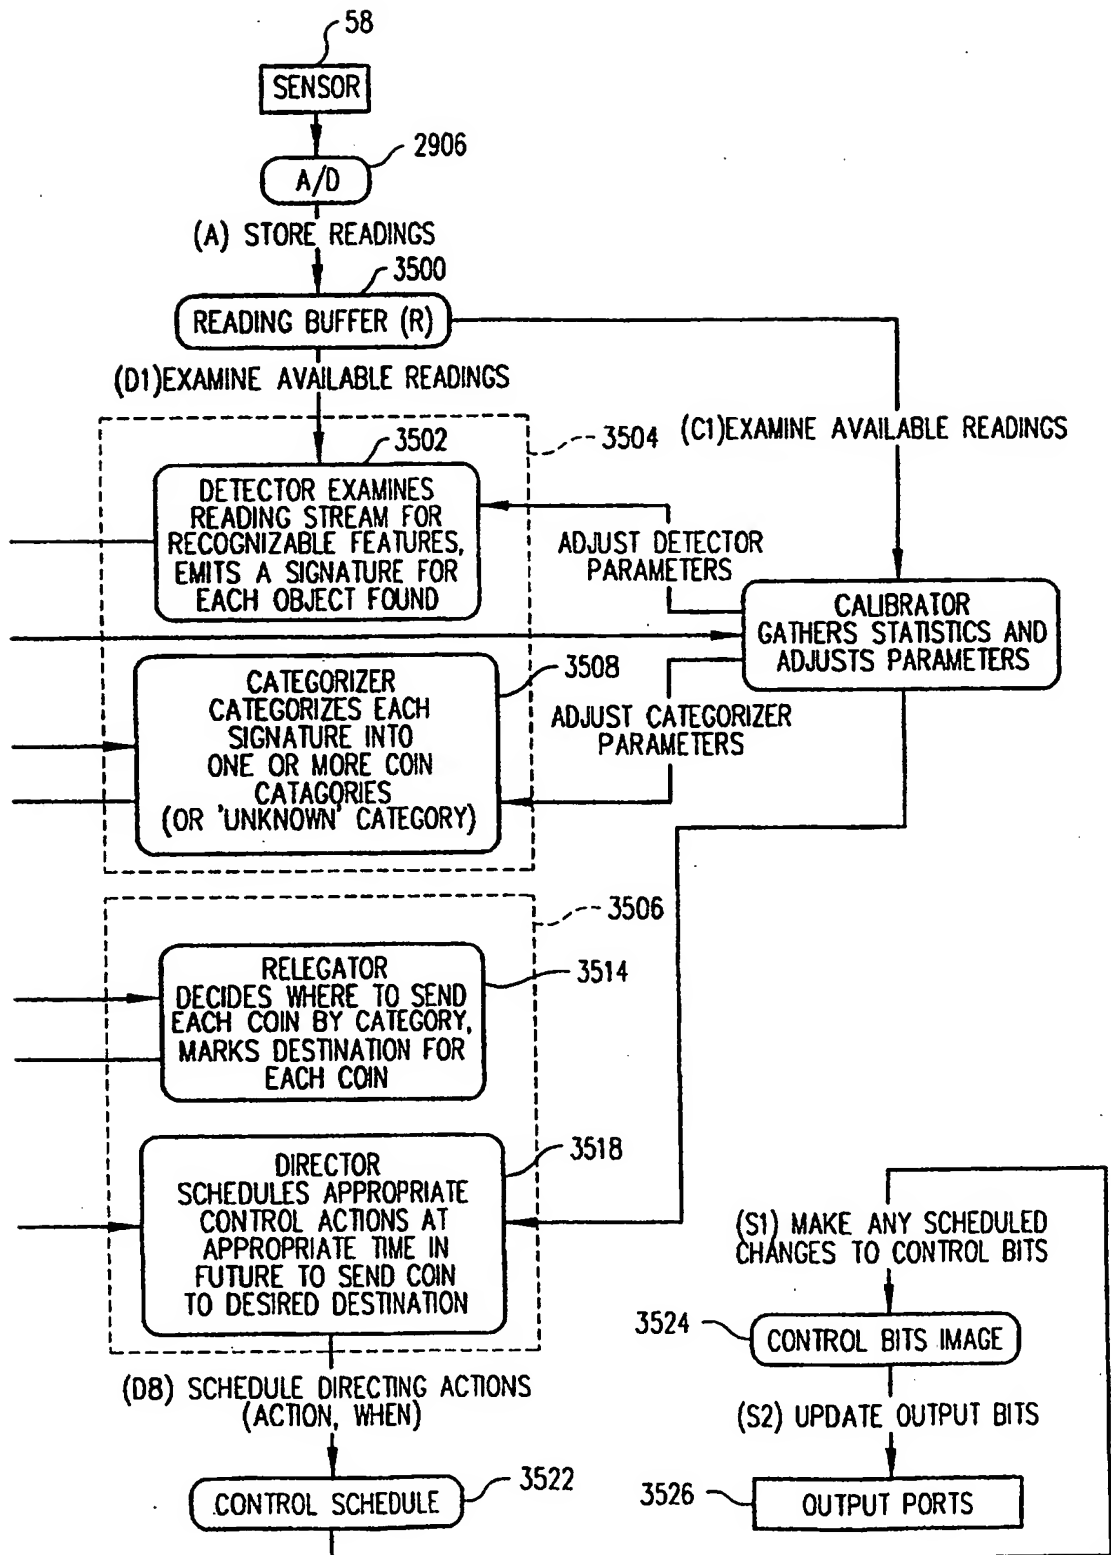 58
SENSOR
2906
A/D
(A) STORE READINGS
3500
READING BUFFER (R)
(D1)EXAMINE AVAILABLE READINGS
3504
(C1)EXAMINE AVAILABLE READINGS
3502
DETECTOR EXAMINES
READING STREAM FOR
RECOGNIZABLE FEATURES,
EMITS A SIGNATURE FOR
EACH OBJECT FOUND
ADJUST DETECTOR
PARAMETERS
CALIBRATOR
GATHERS STATISTICS AND
ADJUSTS PARAMETERS
3508
CATEGORIZER
CATEGORIZES EACH
SIGNATURE INTO
ONE OR MORE COIN
CATAGORIES
(OR 'UNKNOWN' CATEGORY)
ADJUST CATEGORIZER
PARAMETERS
3506
RELEGATOR
DECIDES WHERE TO SEND
EACH COIN BY CATEGORY,
MARKS DESTINATION FOR
EACH COIN
3514
3518
DIRECTOR
SCHEDULES APPROPRIATE
CONTROL ACTIONS AT
APPROPRIATE TIME IN
FUTURE TO SEND COIN
TO DESIRED DESTINATION
(S1) MAKE ANY SCHEDULED
CHANGES TO CONTROL BITS
3524
CONTROL BITS IMAGE
(D8) SCHEDULE DIRECTING ACTIONS
(ACTION, WHEN)
(S2) UPDATE OUTPUT BITS
3522
CONTROL SCHEDULE
3526
OUTPUT PORTS